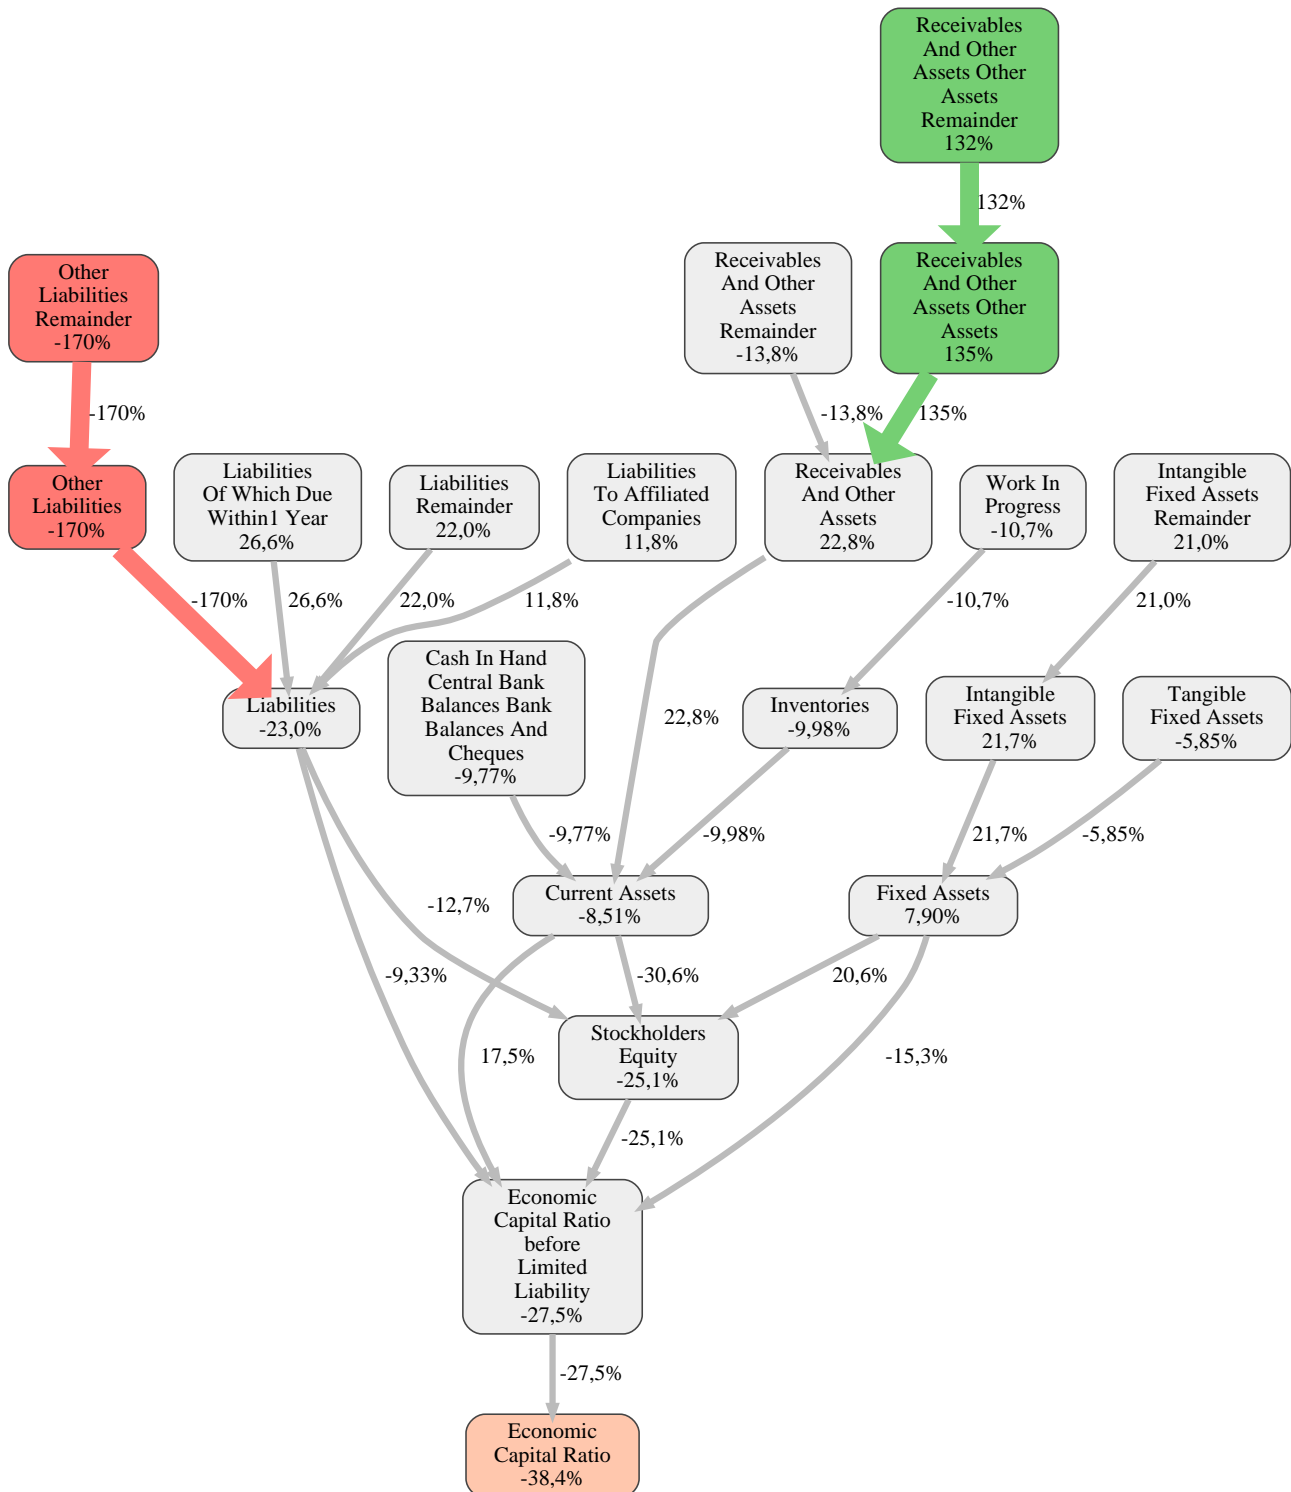 Receivables
And Other
Assets Other
Assets
Remainder
132%
132%
Other
Liabilities
Remainder
-170%
Receivables
And Other
Assets
Remainder
-13,8%
Receivables
And Other
Assets Other
Assets
135%
-170%
-13,8%
135%
Other
Liabilities
-170%
Liabilities
Of Which Due
Within1 Year
26,6%
Liabilities
Remainder
22,0%
Liabilities
To Affiliated
Companies
11,8%
Receivables
And Other
Assets
22,8%
Work In
Progress
-10,7%
Intangible
Fixed Assets
Remainder
21,0%
-170%
26,6%
22,0%
11,8%
-10,7%
21,0%
Liabilities
-23,0%
Cash In Hand
Central Bank
Balances Bank
Balances And
Cheques
-9,77%
22,8%
Inventories
-9,98%
Intangible
Fixed Assets
21,7%
Tangible
Fixed Assets
-5,85%
-9,77%
-9,98%
21,7%
-5,85%
-12,7%
Current Assets
-8,51%
Fixed Assets
7,90%
-9,33%
-30,6%
20,6%
17,5%
Stockholders
Equity
-25,1%
-15,3%
-25,1%
Economic
Capital Ratio
before
Limited
Liability
-27,5%
-27,5%
Economic
Capital Ratio
-38,4%